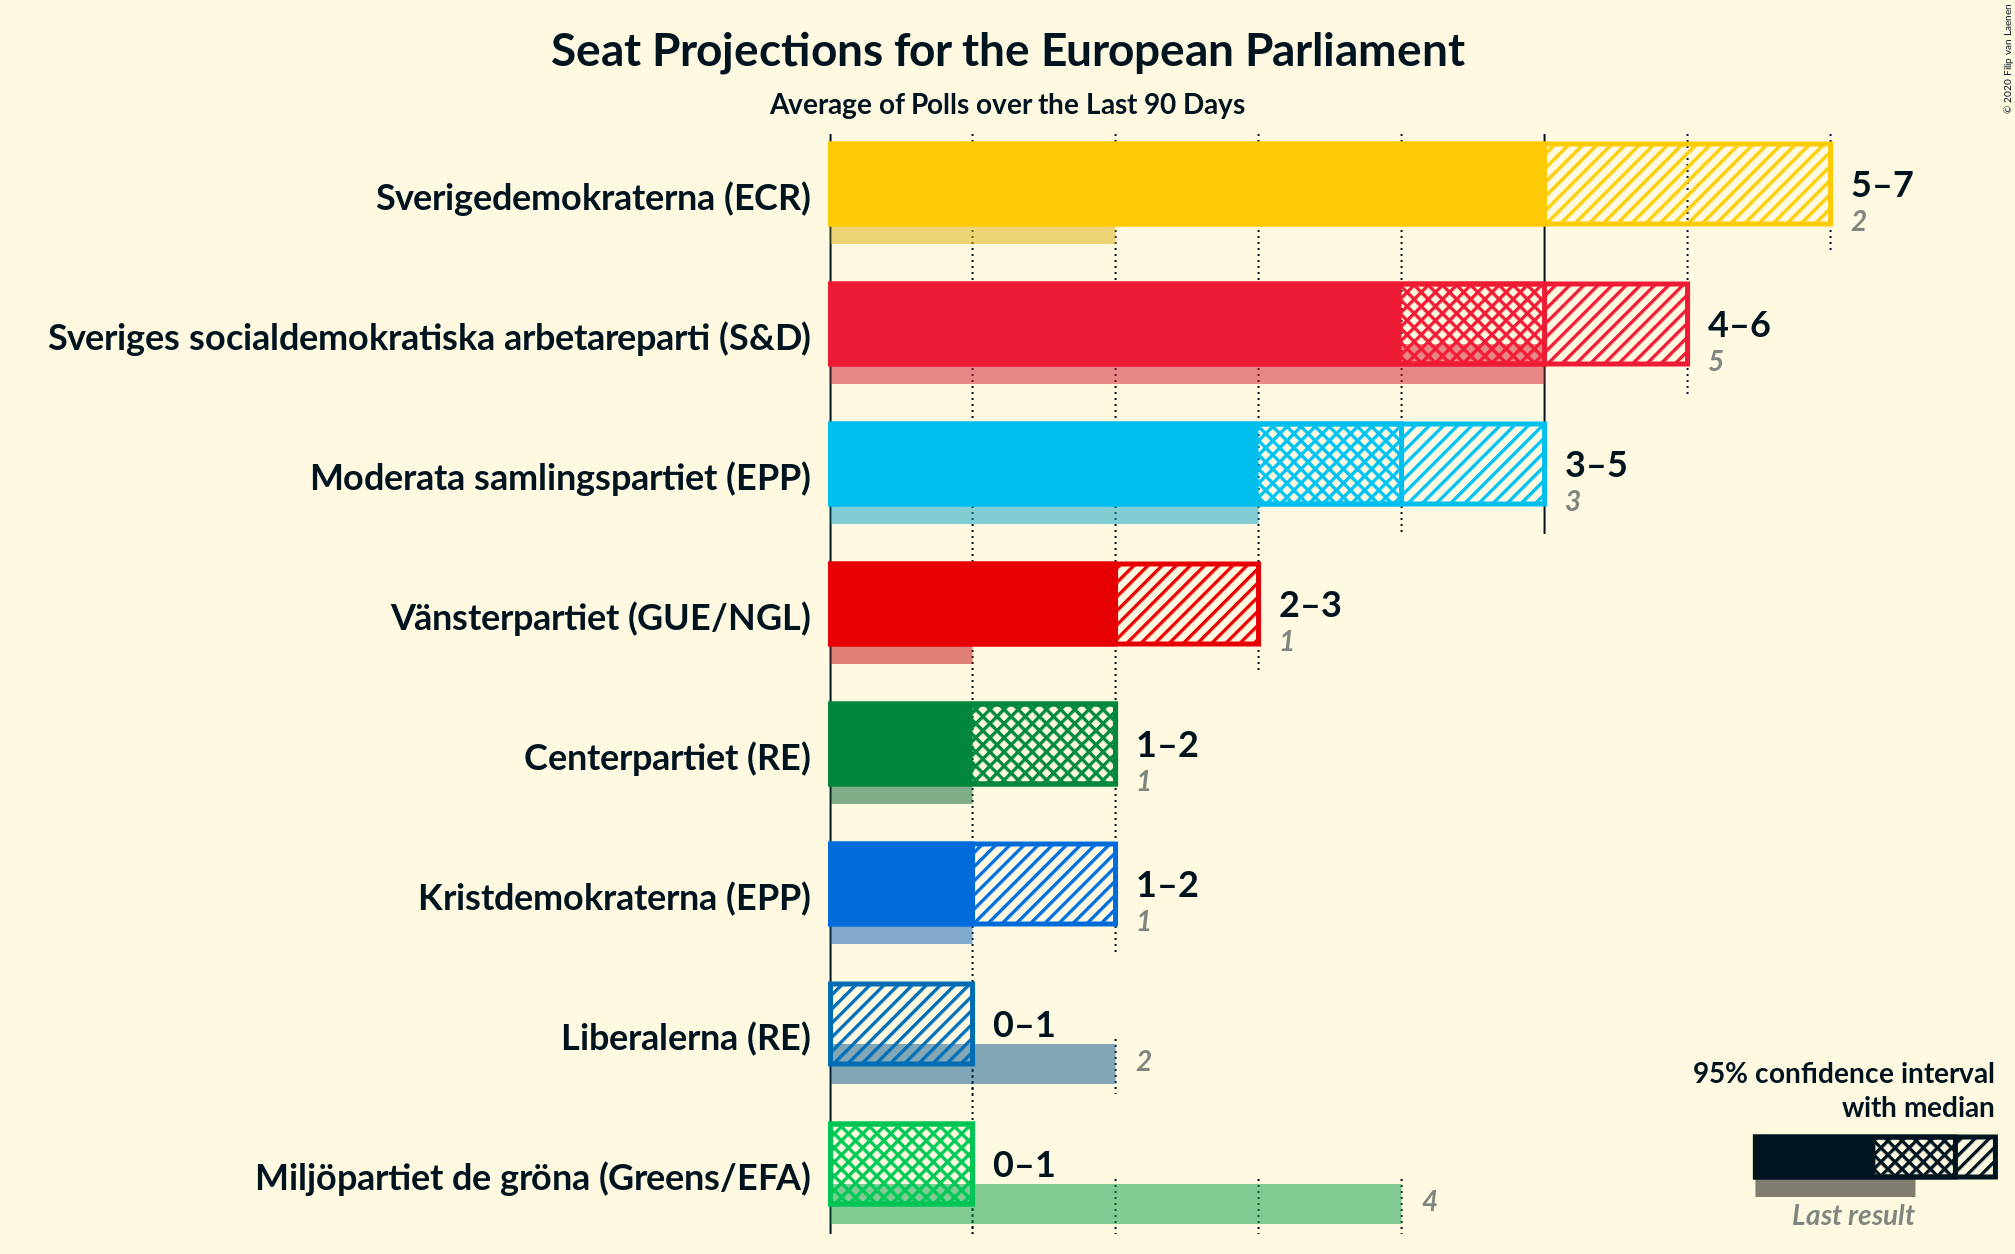 Seat Projections for the European Parliament
Average of Polls over the Last 90 Days
© 2020 Filip van Laenen
Sverigedemokraterna (ECR)
5–7
2
Sveriges socialdemokratiska arbetareparti (S&D)
4–6
5
Moderata samlingspartiet (EPP)
3–5
3
Vänsterpartiet (GUE/NGL)
2–3
1
Centerpartiet (RE)
1–2
1
Kristdemokraterna (EPP)
1–2
1
Liberalerna (RE)
0–1
2
Miljöpartiet de gröna (Greens/EFA)
0–1
4
95% confidence interval
with median
Last result